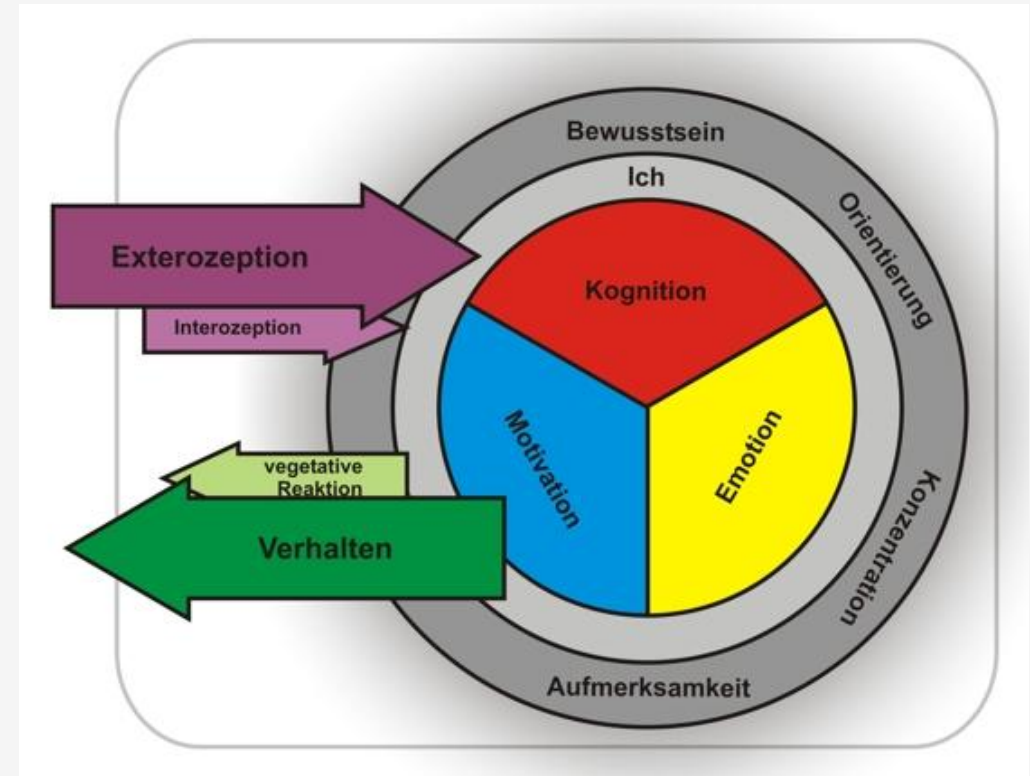 Bewusstsein
Ich
Orientierung
Exterozeption
Kognition
Interozeption
Motivation
Emotion
vegetative
Reaktion
Konzentration
Verhalten
Aufmerksamkeit